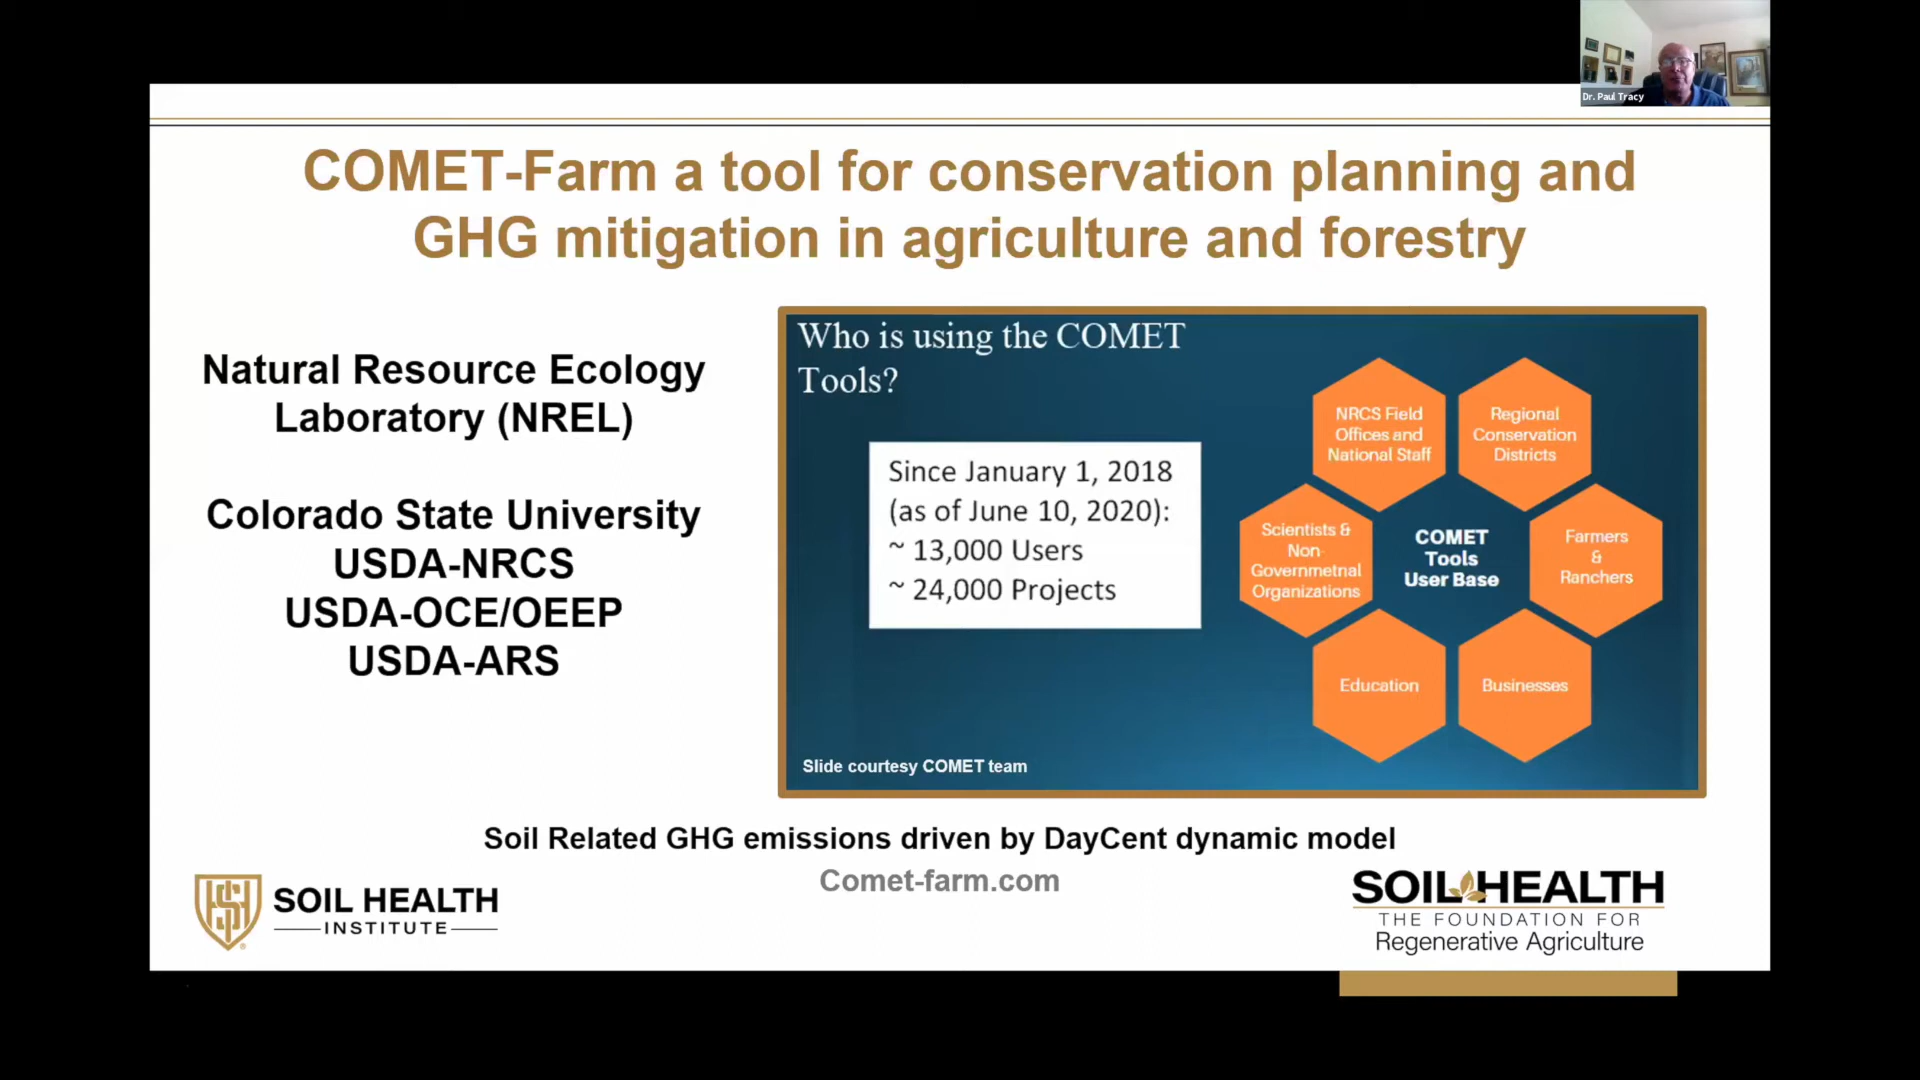 Dr. Paul Tracy
COMET-Farm a tool for conservation planning and
GHG mitigation in agriculture and forestry
Natural Resource Ecology
Laboratory (NREL)
Colorado State University
USDA-NRCS
USDA-OCE/OEEP
USDA-ARS
Who is using the COMET
Tools?
Since January 1, 2018
(as of June 10, 2020):
~ 13,000 Users
~ 24,000 Projects
NRCS Field
Offices and
National Staff
Regional
Conservation
Districts
Scientists &
Non-
Governmetnal
Organizations
COMET
Tools
User Base
Farmers
&
Ranchers
Education
Businesses
Slide courtesy COMET team
Soil Related GHG emissions driven by DayCent dynamic model
Comet-farm.com
SOIL HEALTH
INSTITUTE
SOIL HEALTH
THE FOUNDATION FOR
Regenerative Agriculture